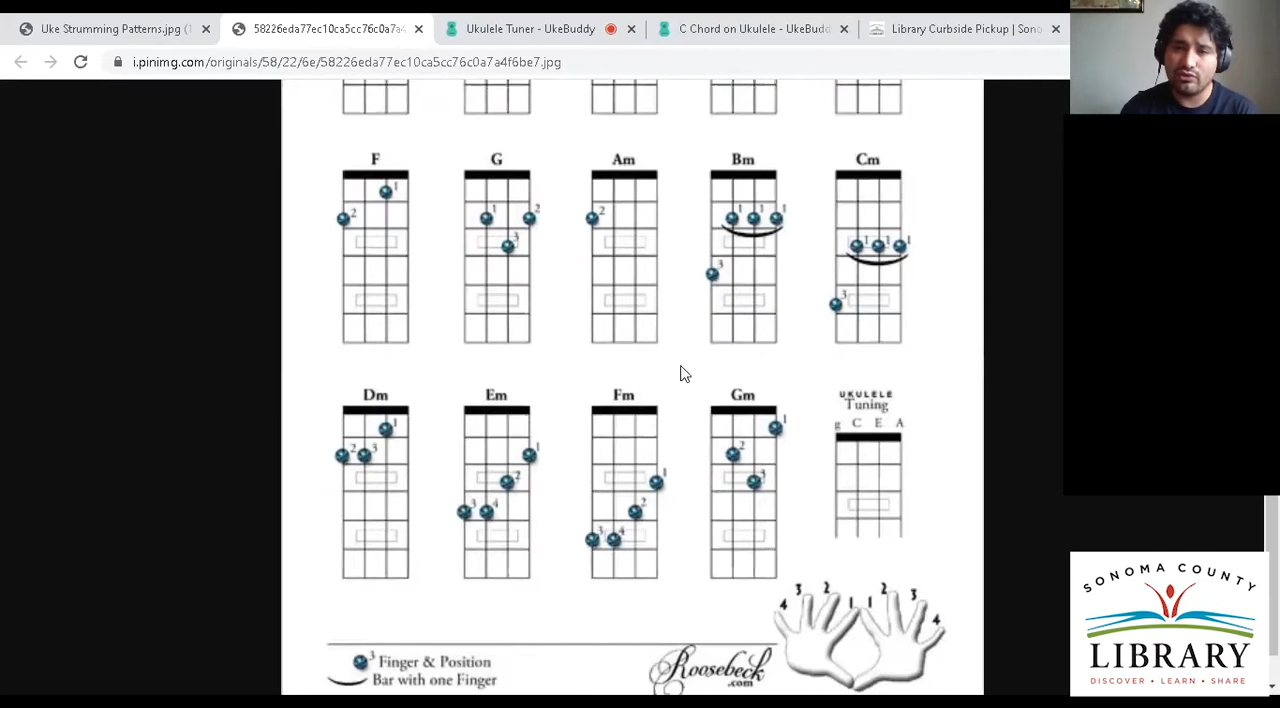 Uke Strumming Patterns.jpg (1
58226eda77ec10ca5cc76c0a7a4
Ukulele Tuner - UkeBuddy
C Chord on Ukulele - UkeBudd
Library Curbside Pickup | Sono
i.pinimg.com/originals/58/22/6e/58226eda77ec10ca5cc76c0a7a4f6be7.jpg
F G Am Bm Cm
1 1 2 2 1 1 1 1 1 1
2 3 3 3
Dm Em Fm Gm UKULELE
Tuning
g C E A
1 1 1 1
2 3 2 2 2
3 4 3 4 3
4 3 2 1 1 2 3 4
3 Finger & Position
Bar with one Finger
Roosebeck
.com
SONOMA COUNTY
LIBRARY
DISCOVER • LEARN • SHARE